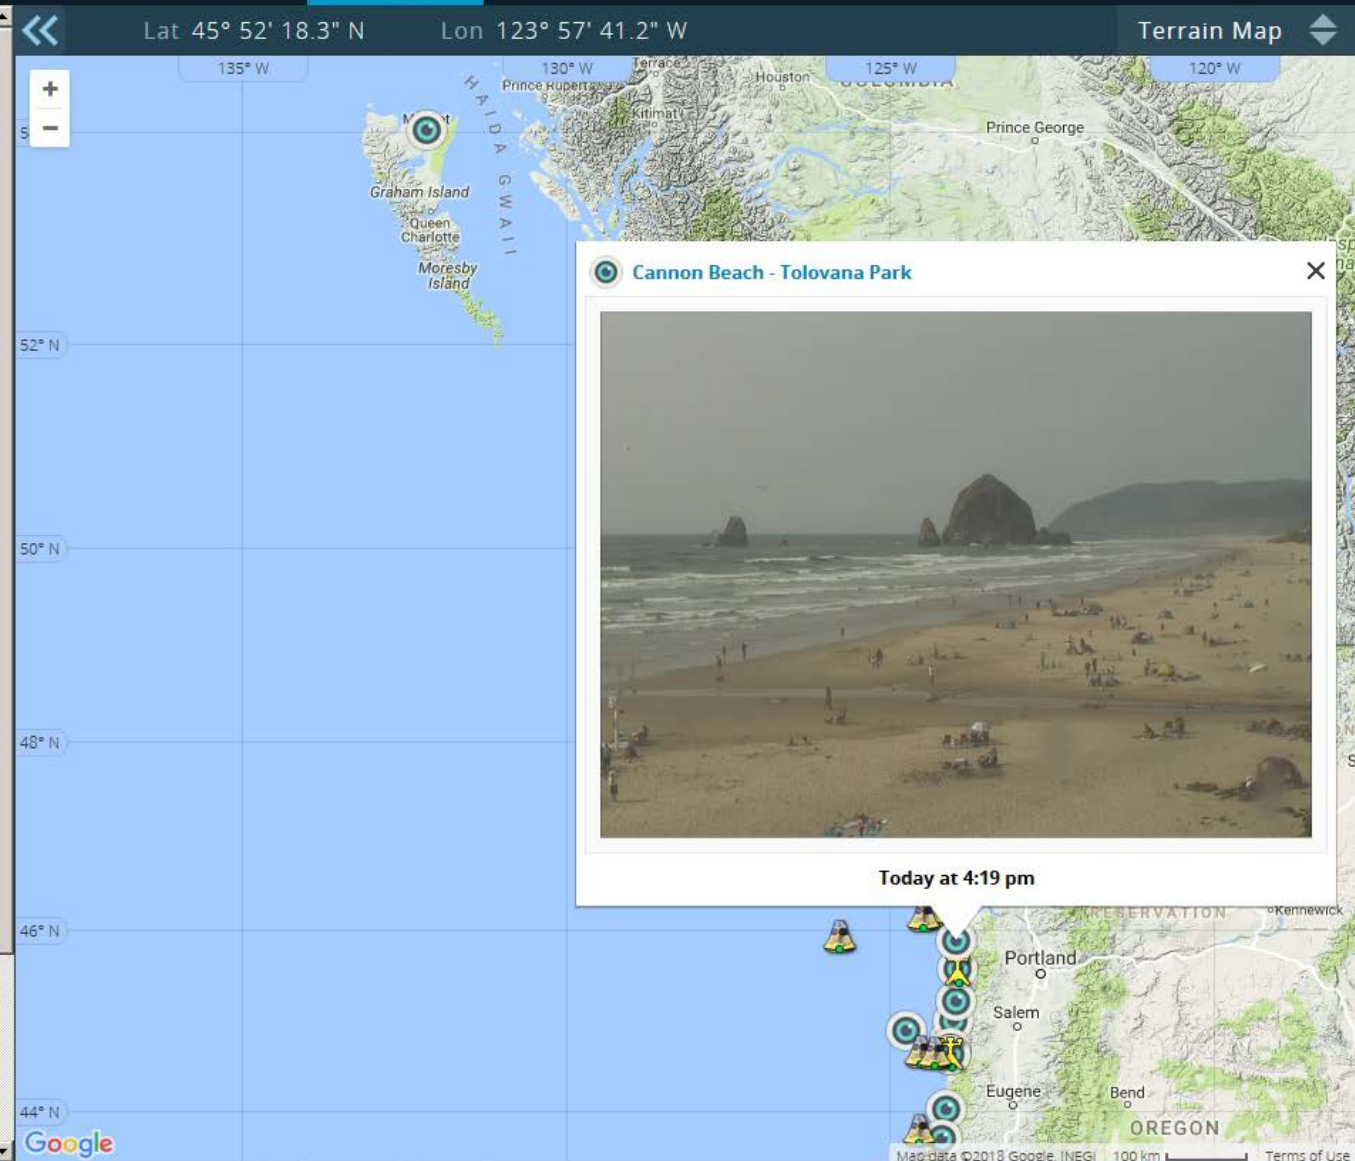 Lat 45° 52' 18.3" N Lon 123° 57' 41.2" W Terrain Map
135° W 130° W 125° W 120° W
+
−
Terrace
Prince Rupert
Houston
COLUMBIA
Kitimat
Prince George
HAIDA GWAII
Graham Island
Queen
Charlotte
Moresby
Island
Cannon Beach - Tolovana Park
52° N
50° N
48° N
Today at 4:19 pm
46° N
RESERVATION
Kennewick
Portland
Salem
Eugene
Bend
44° N
OREGON
Google
Map data ©2018 Google, INEGI 100 km Terms of Use